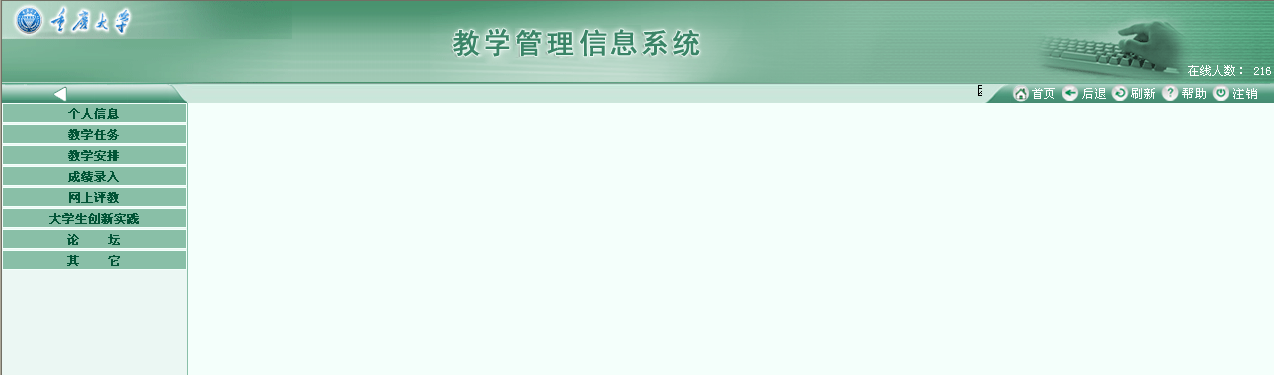 重庆大学
教学管理信息系统
在线人数： 216
首页 后退 刷新 帮助 注销
个人信息
教学任务
教学安排
成绩录入
网上评教
大学生创新实践
论 坛
其 它